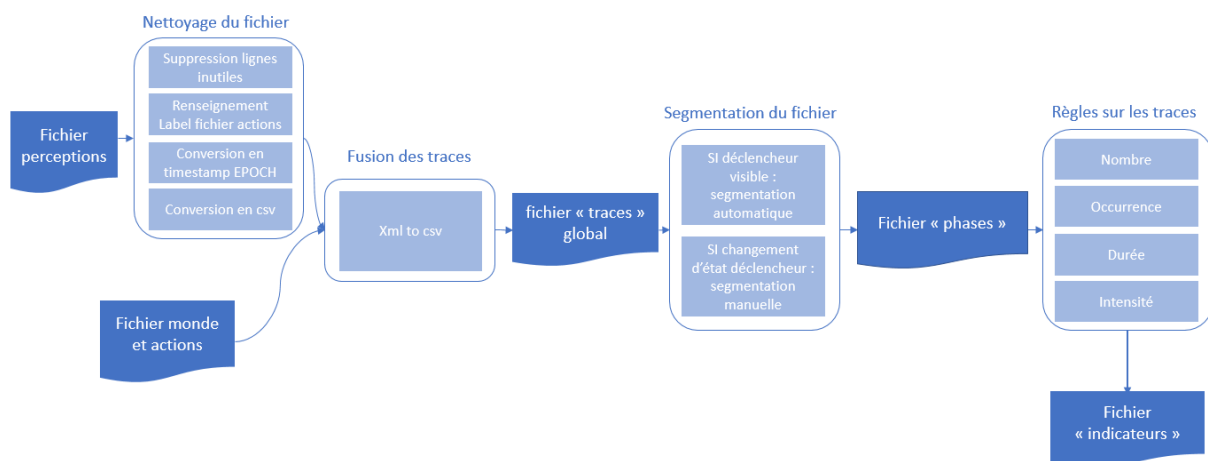 Nettoyage du fichier
Suppression lignes
inutiles
Renseignement
Label fichier actions
Conversion en
timestamp EPOCH
Conversion en csv
Fichier
perceptions
Fichier monde
et actions
Fusion des traces
Xml to csv
fichier « traces »
global
Segmentation du fichier
SI déclencheur
visible :
segmentation
automatique
SI changement
d'état déclencheur :
segmentation
manuelle
Fichier « phases »
Règles sur les traces
Nombre
Occurrence
Durée
Intensité
Fichier
« indicateurs »